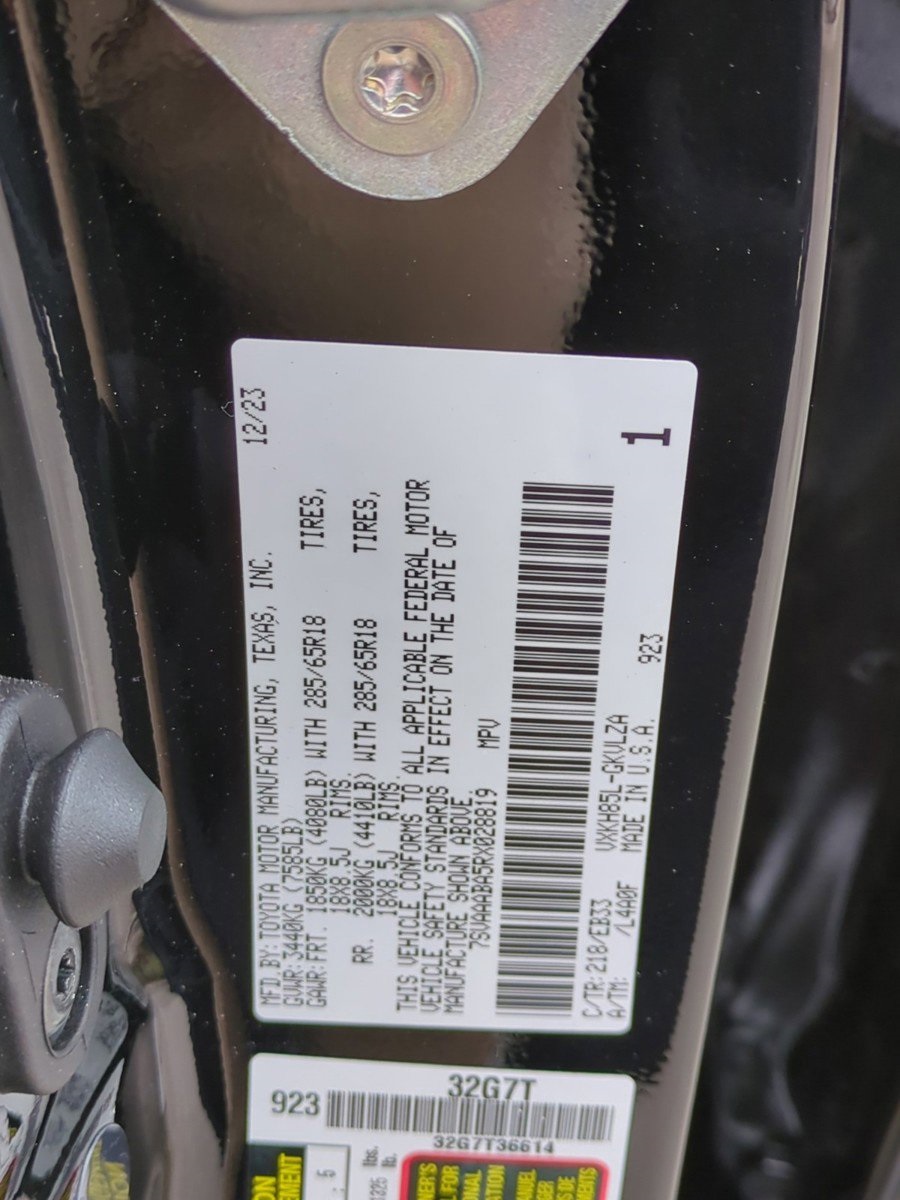 MFD.BY: TOYOTA MOTOR MANUFACTURING, TEXAS, INC. 12/23
GVWR: 3440KG (7585LB)
GAWR: FRT. 1850KG (4080LB) WITH 285/65R18 TIRES,
18X8.5J RIMS.
RR. 2000KG (4410LB) WITH 285/65R18 TIRES,
18X8.5J RIMS.
THIS VEHICLE CONFORMS TO ALL APPLICABLE FEDERAL MOTOR
VEHICLE SAFETY STANDARDS IN EFFECT ON THE DATE OF
MANUFACTURE SHOWN ABOVE.
7SVAAABA5RX020819 MPV
C/TR: 218/EB33 VXKH85L-GKVLZA 923
A/TM: /L4A0F MADE IN U.S.A.
1
923 32G7T
32G7T36614